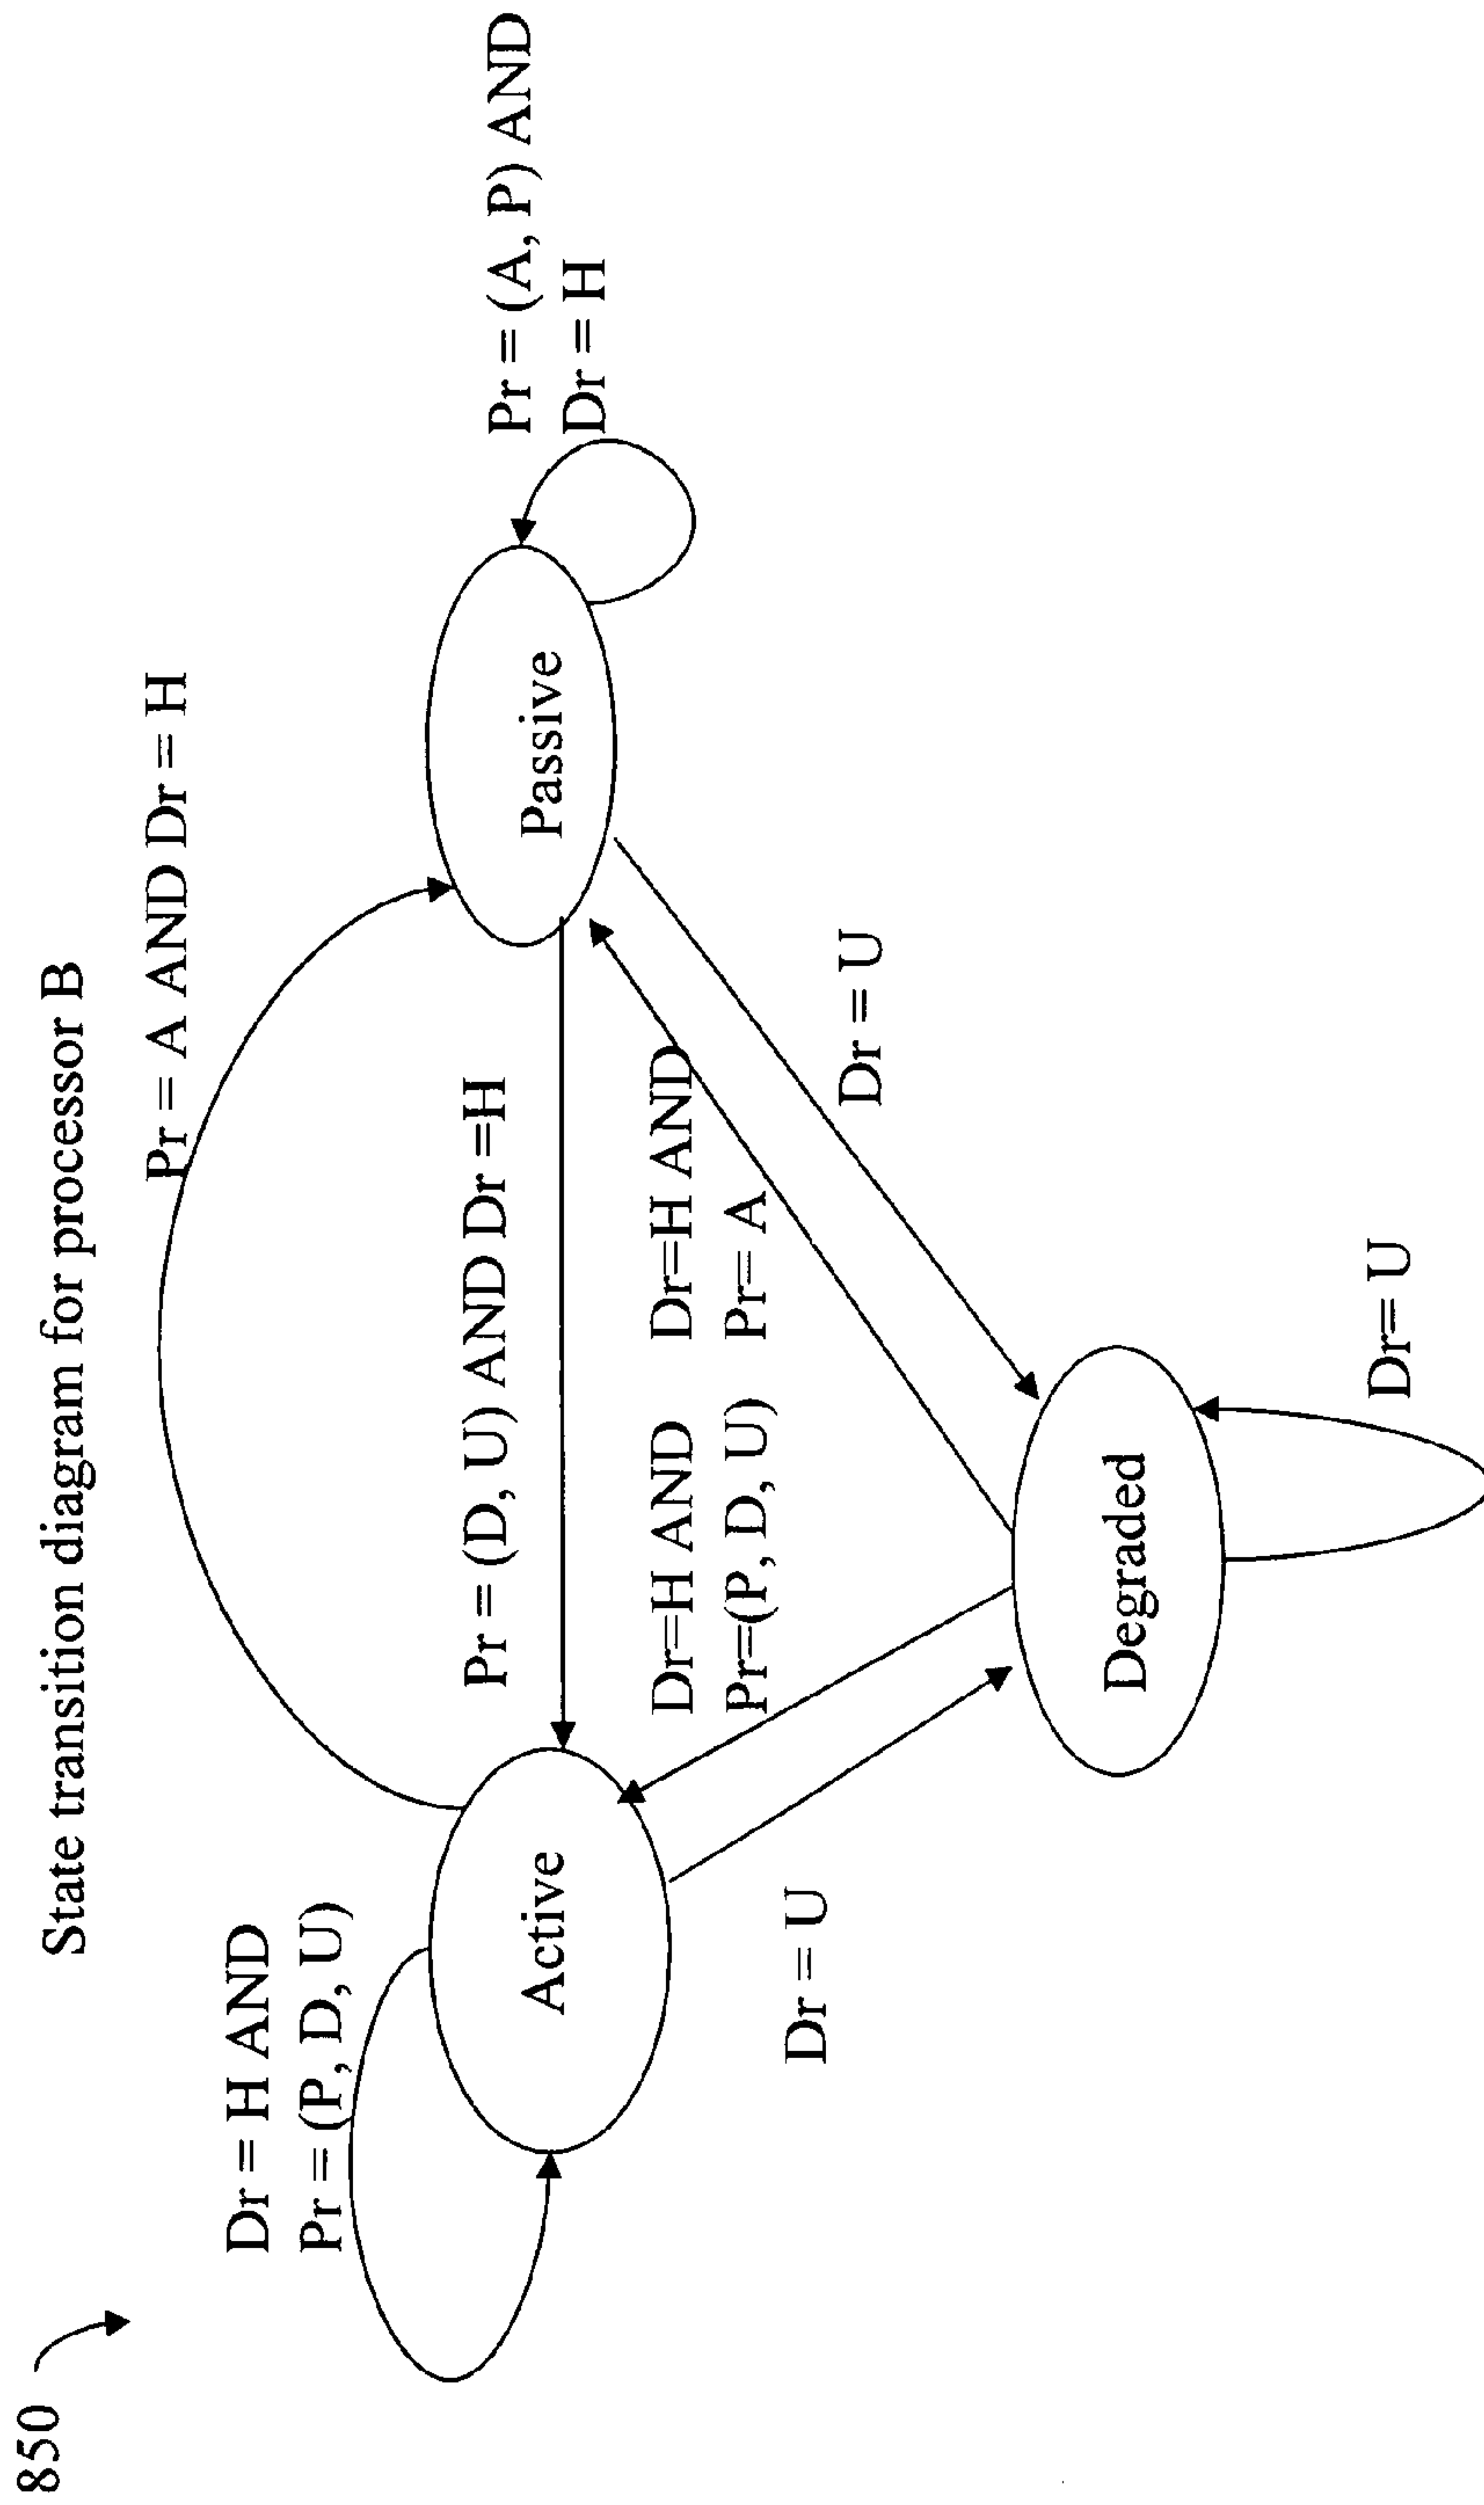 850
State transition diagram for processor B
Pr = A AND Dr = H
Dr = H AND
Pr = (P, D, U)
Pr = (D, U) AND Dr =H
Pr = (A, P) AND
Dr = H
Active
Passive
Dr=H AND
Pr=(P, D, U)
Dr=H AND
Pr= A
Dr = U
Dr = U
Degraded
Dr= U